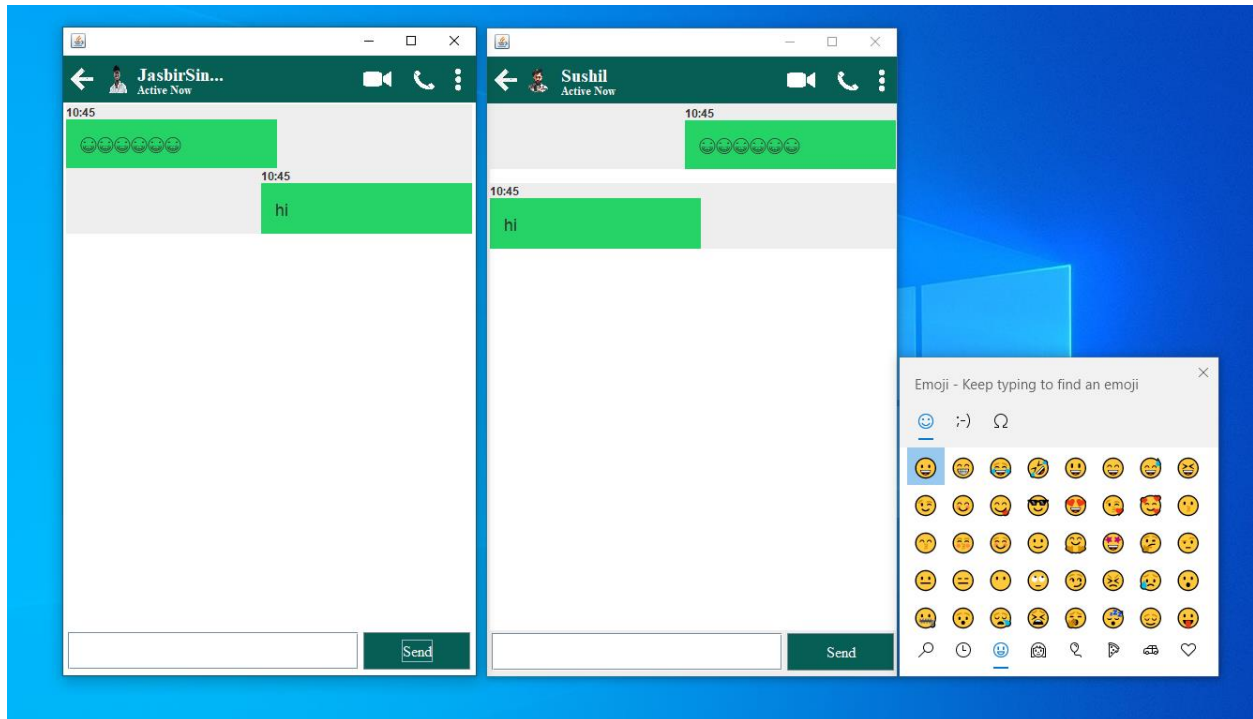 JasbirSin...
Active Now
10:45
☺☺☺☺☺☺
10:45
hi
Send
Sushil
Active Now
10:45
☺☺☺☺☺☺
10:45
hi
Send
Emoji - Keep typing to find an emoji
;-) Ω